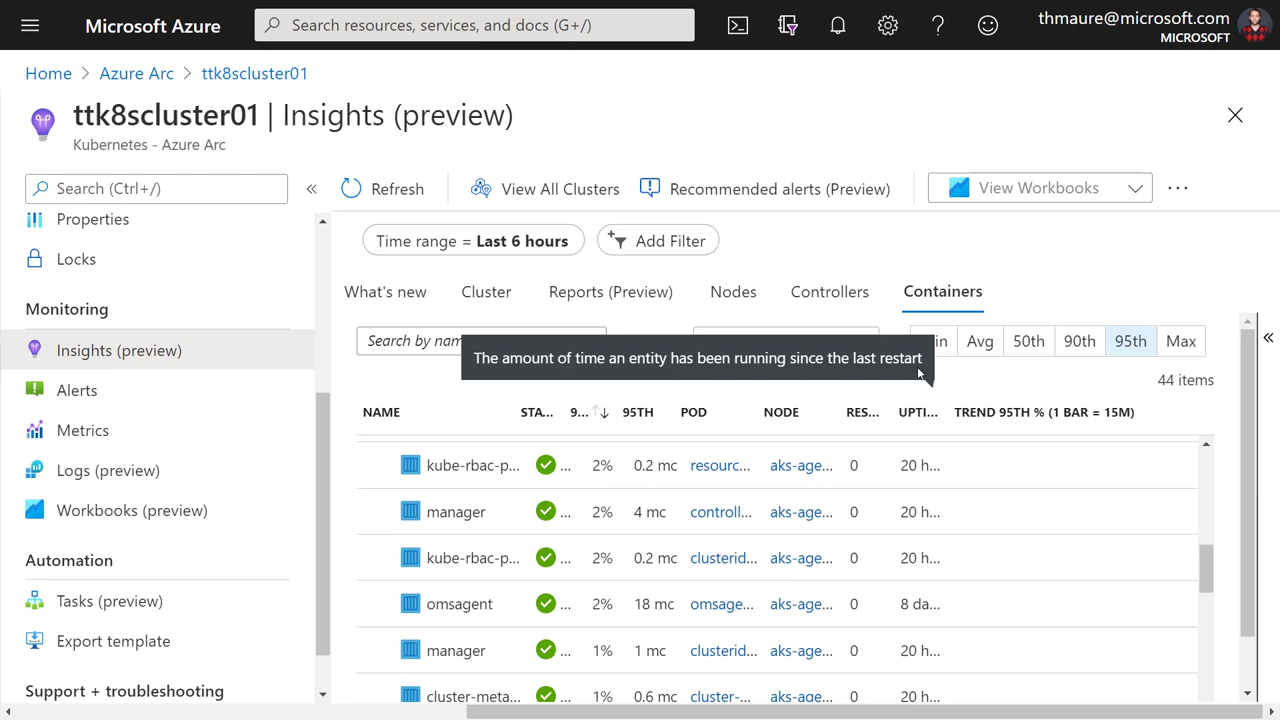 Microsoft Azure
Search resources, services, and docs (G+/)
thmaure@microsoft.com
MICROSOFT
Home > Azure Arc > ttk8scluster01
ttk8scluster01 | Insights (preview)
Kubernetes - Azure Arc
Search (Ctrl+/)
«
Refresh
View All Clusters
Recommended alerts (Preview)
View Workbooks
...
Properties
Locks
Monitoring
Insights (preview)
Alerts
Metrics
Logs (preview)
Workbooks (preview)
Automation
Tasks (preview)
Export template
Support + troubleshooting
Time range = Last 6 hours
Add Filter
What's new
Cluster
Reports (Preview)
Nodes
Controllers
Containers
Search by nam
in
Avg
50th
90th
95th
Max
«
The amount of time an entity has been running since the last restart
44 items
NAME STA... 9... 95TH POD NODE RES... UPTI... TREND 95TH % (1 BAR = 15M)
kube-rbac-p... ... 2% 0.2 mc resourc... aks-age... 0 20 h...
manager ... 2% 4 mc controll... aks-age... 0 20 h...
kube-rbac-p... ... 2% 0.2 mc clusterid... aks-age... 0 20 h...
omsagent ... 2% 18 mc omsage... aks-age... 0 8 da...
manager ... 1% 1 mc clusterid... aks-age... 0 20 h...
cluster-meta... ... 1% 0.6 mc cluster-... aks-age... 0 20 h...